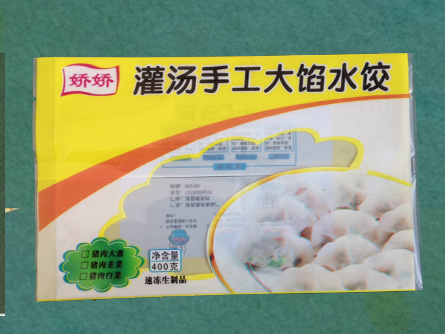 娇娇
灌汤手工大馅水饺
猪肉大葱
猪肉韭菜
猪肉白菜
净含量
400克
速冻生制品